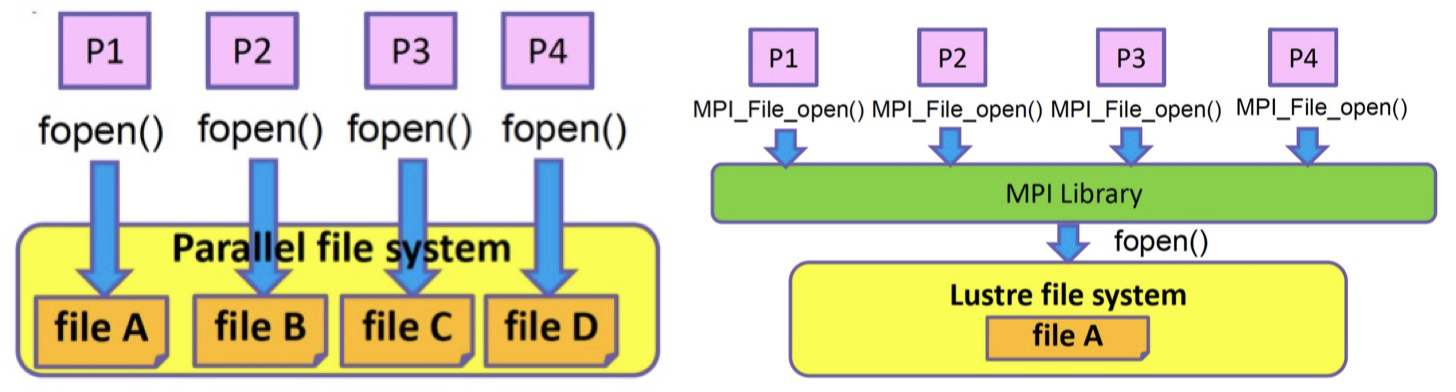 P1 P2 P3 P4
fopen() fopen() fopen() fopen()
Parallel file system
file A file B file C file D
P1 P2 P3 P4
MPI_File_open() MPI_File_open() MPI_File_open() MPI_File_open()
MPI Library
fopen()
Lustre file system
file A